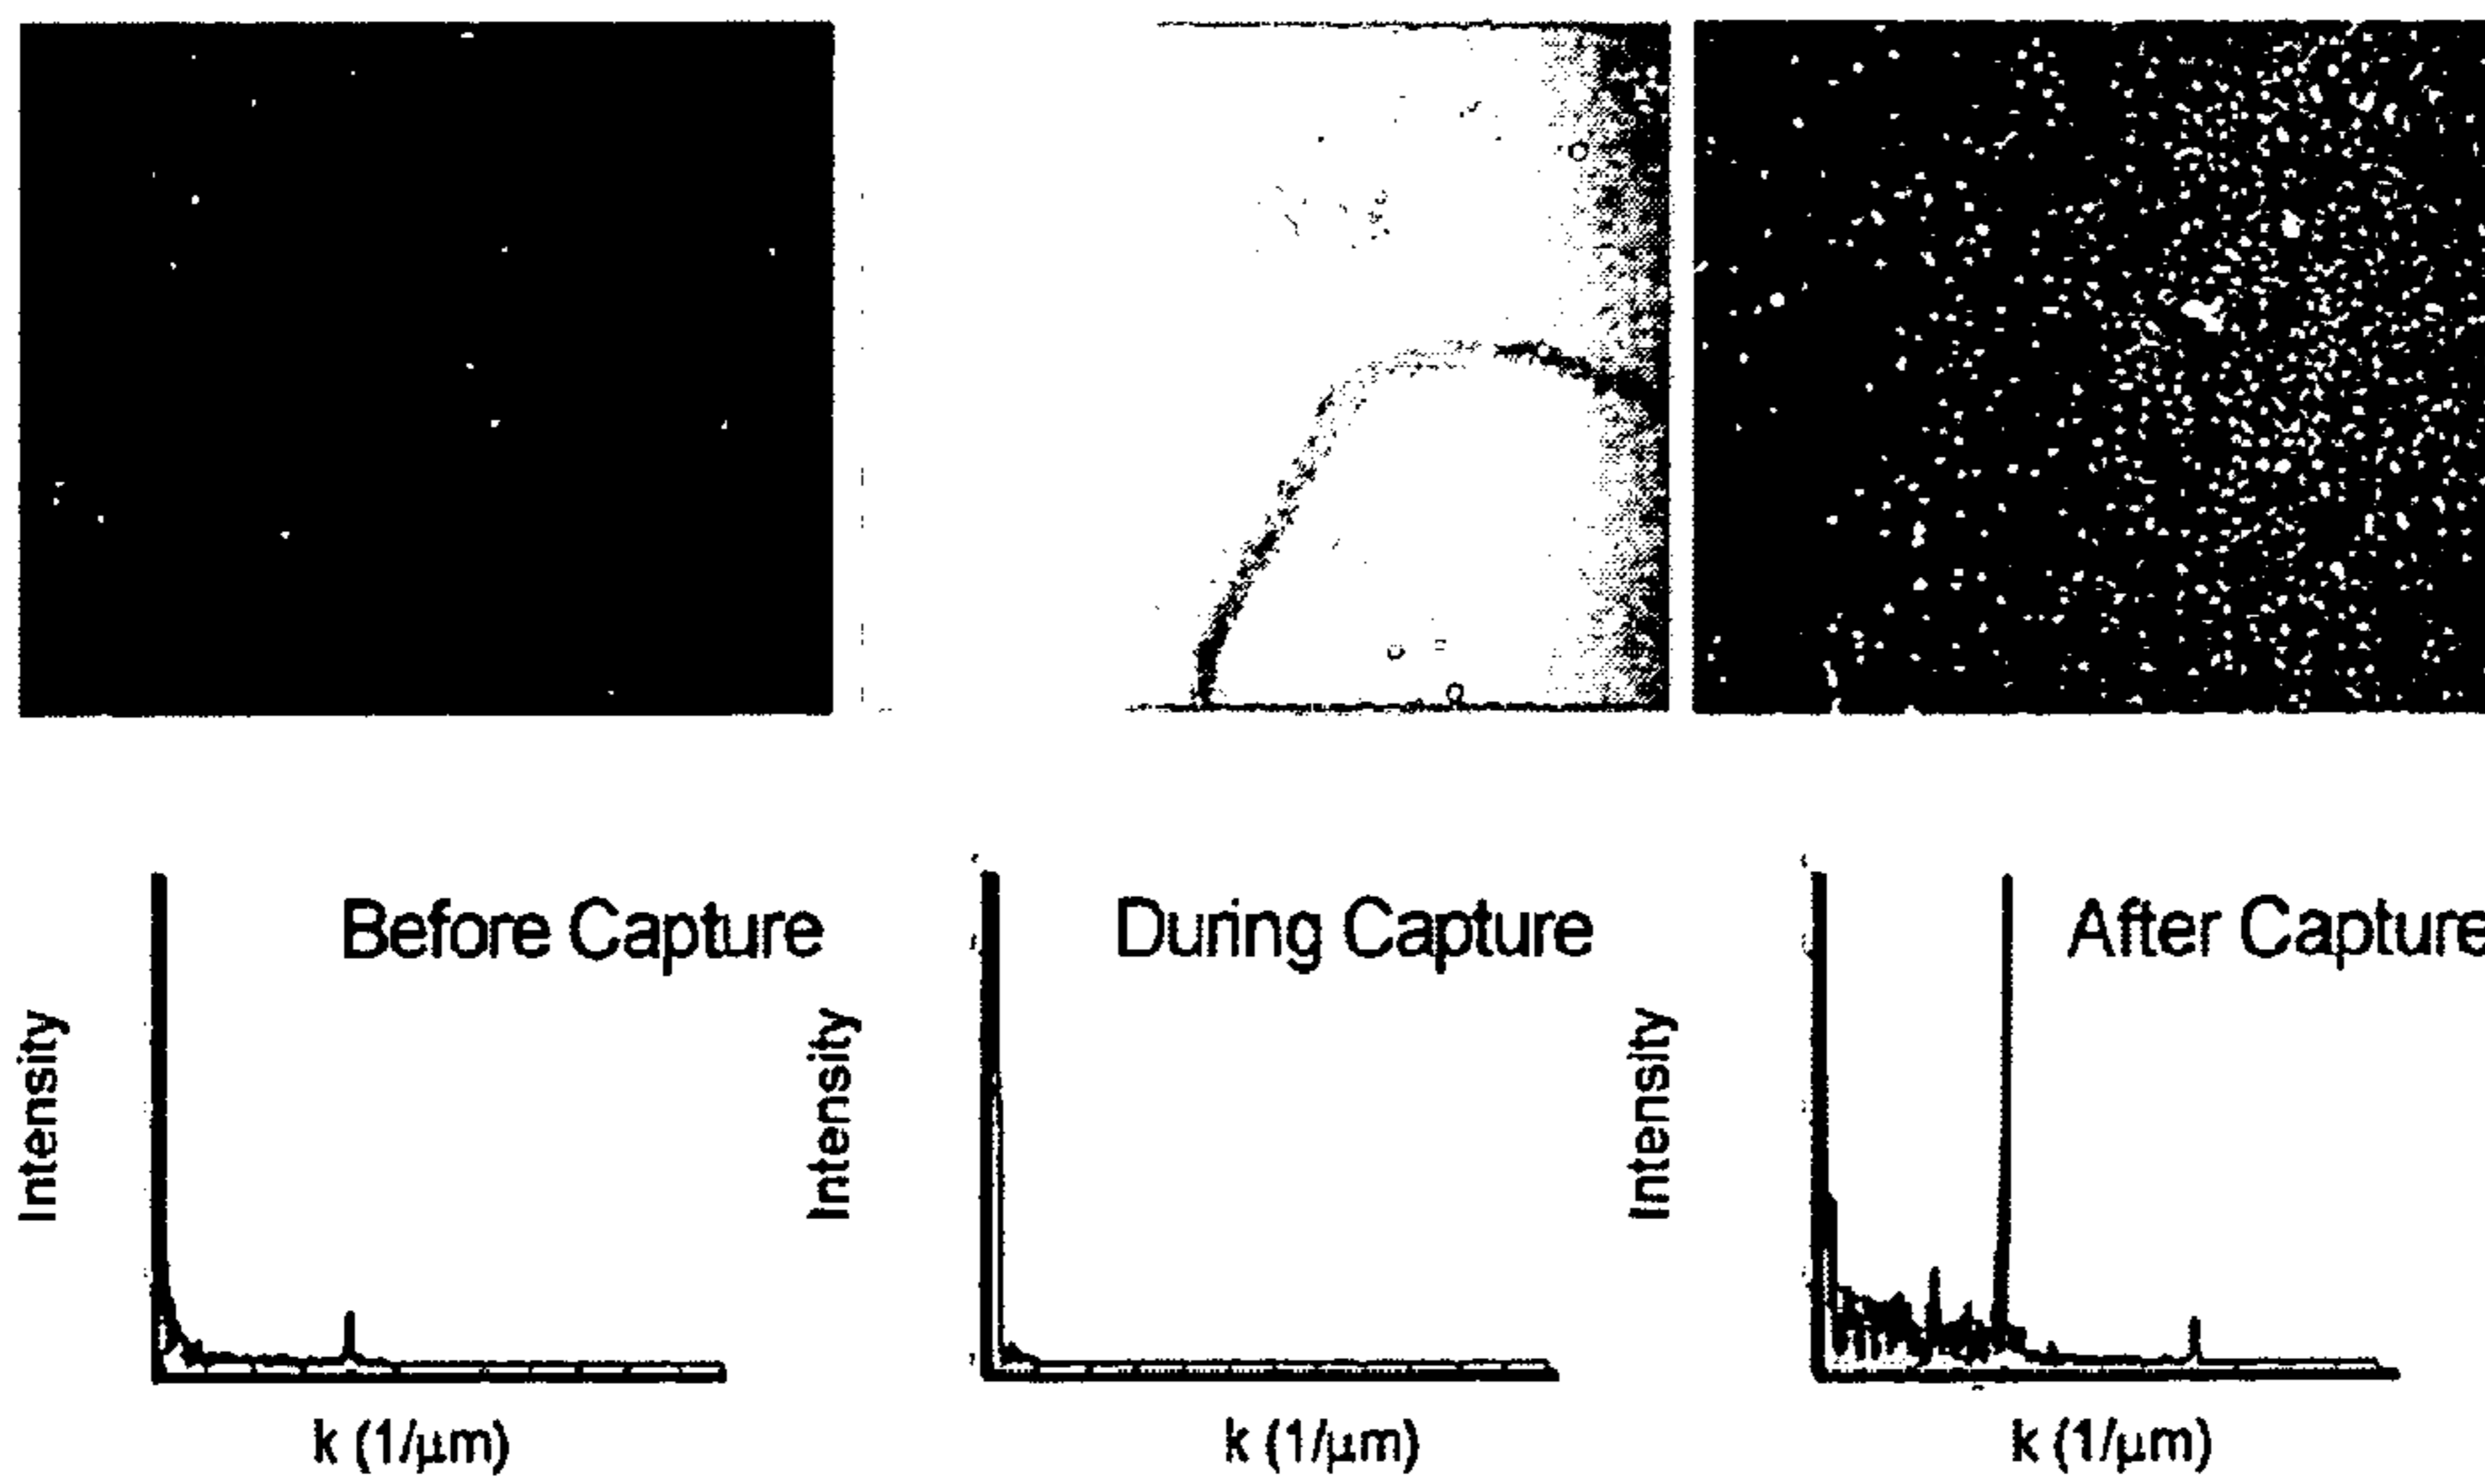 Before Capture
During Capture
After Capture
Intensity
Intensity
Intensity
k (1/μm)
k (1/μm)
k (1/μm)